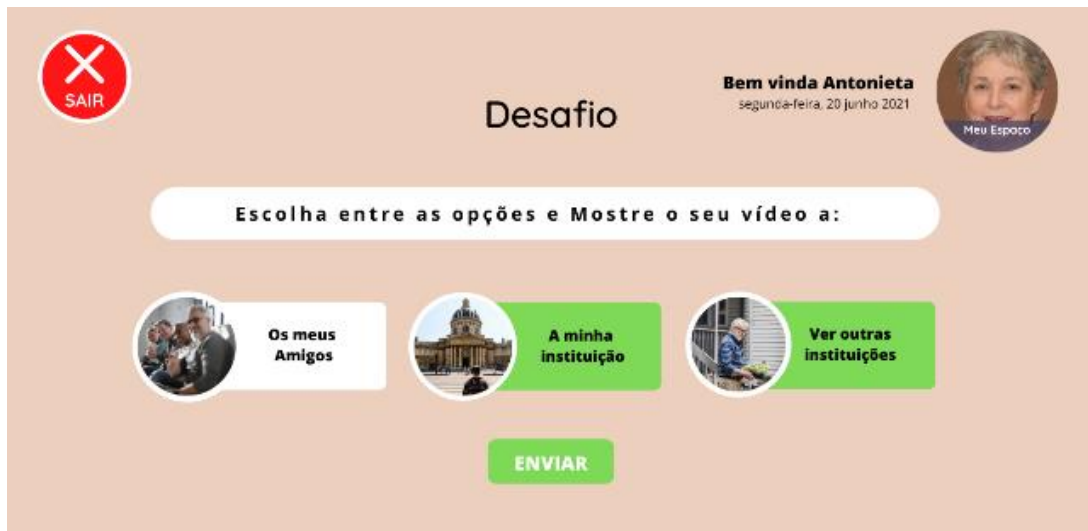 SAIR
Desafio
Bem vinda Antonieta
segunda-feira, 20 junho 2021
Meu Espaço
Escolha entre as opções e Mostre o seu vídeo a:
Os meus
Amigos
A minha
instituição
Ver outras
instituições
ENVIAR